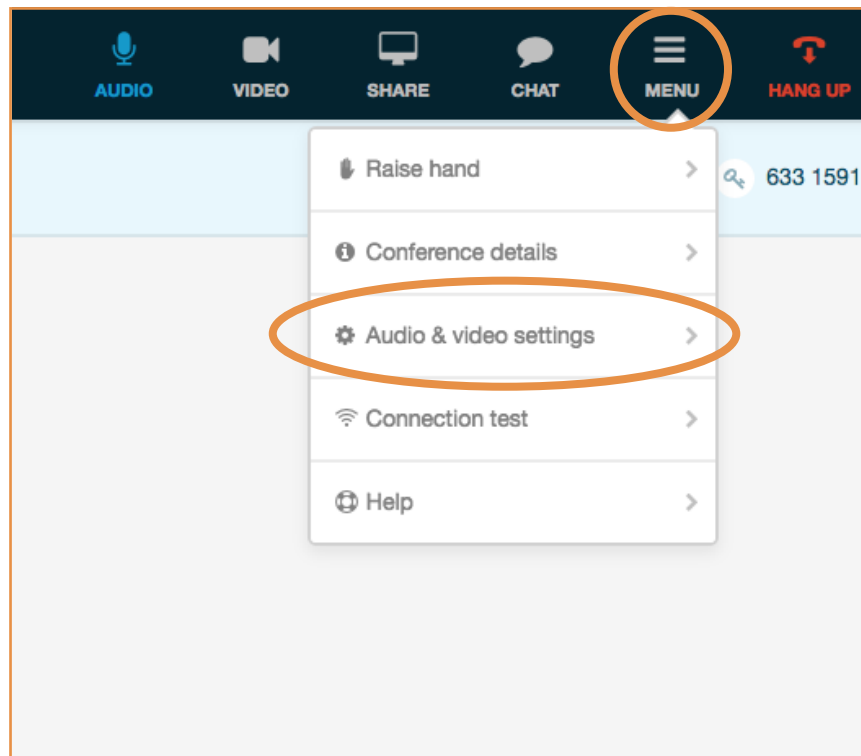 AUDIO VIDEO SHARE CHAT MENU HANG UP
Raise hand
633 1591
Conference details
Audio & video settings
Connection test
Help